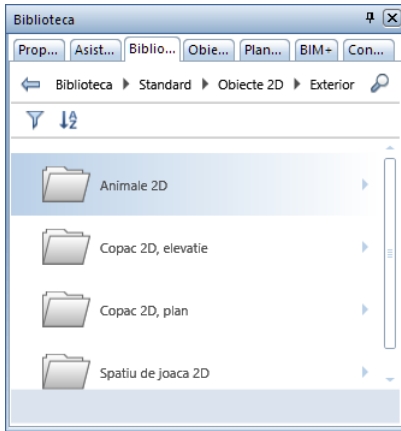 Biblioteca
Prop... Asist... Biblio... Obie... Plan... BIM+ Con...
Biblioteca Standard Obiecte 2D Exterior
A Z
Animale 2D
Copac 2D, elevatie
Copac 2D, plan
Spatiu de joaca 2D